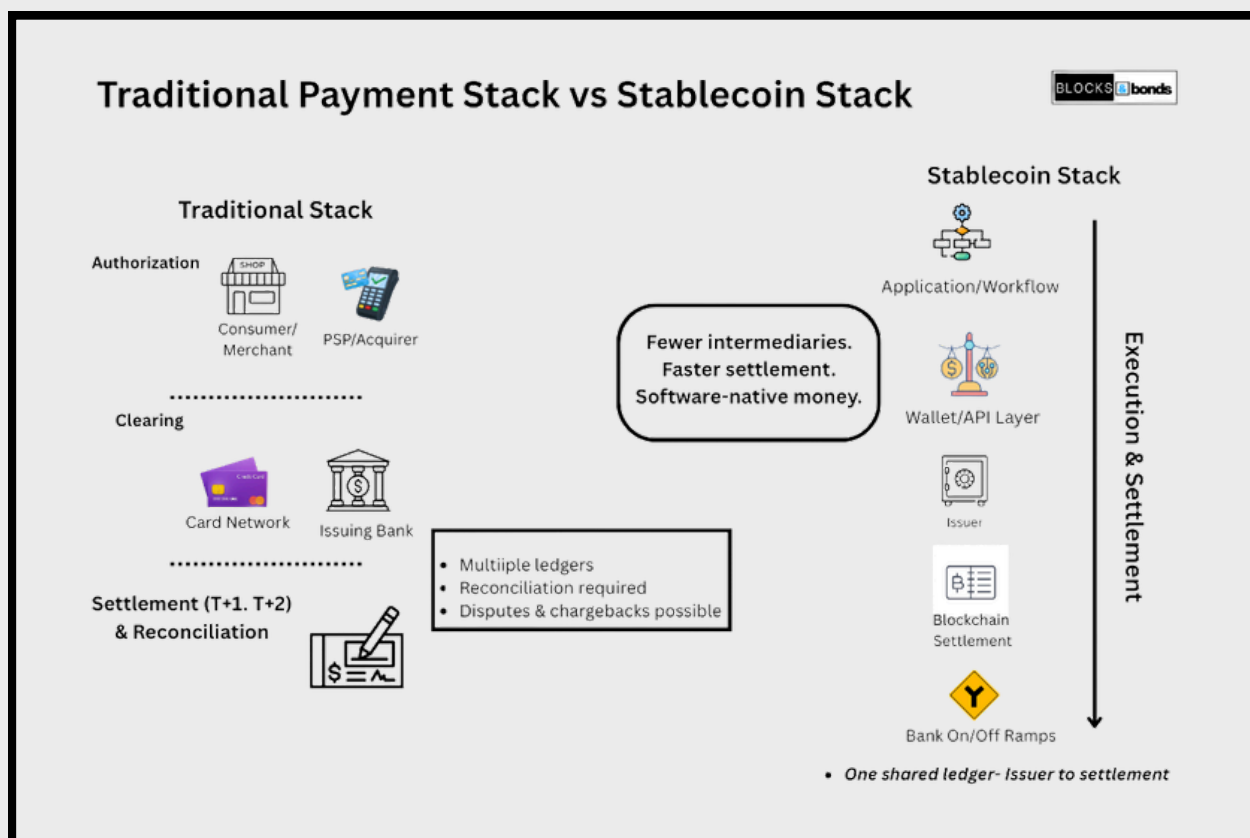 Traditional Payment Stack vs Stablecoin Stack
BLOCKS & bonds
Traditional Stack
Authorization
SHOP
Consumer/
Merchant
PSP/Acquirer
Clearing
Credit Card
Card Network
$
Issuing Bank
Settlement (T+1. T+2)
& Reconciliation
$
• Multiiple ledgers
• Reconciliation required
• Disputes & chargebacks possible
Fewer intermediaries.
Faster settlement.
Software-native money.
Stablecoin Stack
Application/Workflow
$
Wallet/API Layer
Issuer
Blockchain
Settlement
Bank On/Off Ramps
Execution & Settlement
• One shared ledger- Issuer to settlement